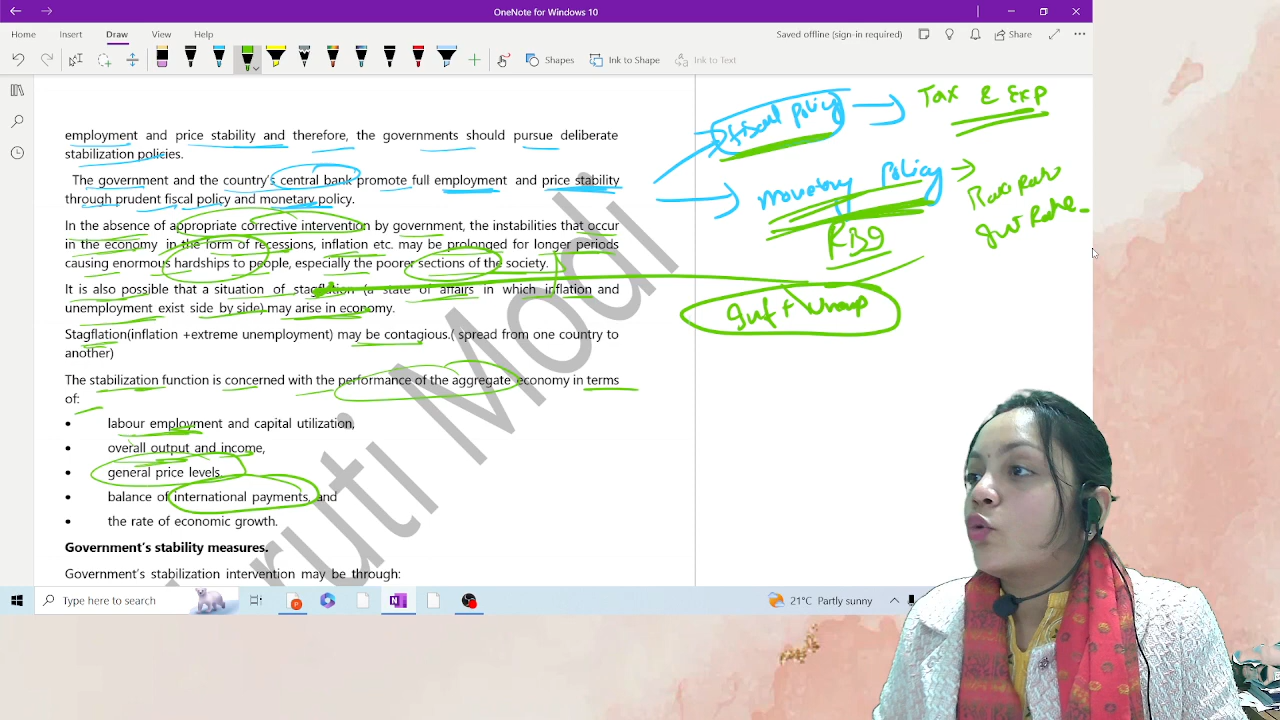 OneNote for Windows 10
Home Insert Draw View Help
Saved offline (sign-in required) Share
Shapes Ink to Shape Ink to Text
employment and price stability and therefore, the governments should pursue deliberate
stabilization policies.
The government and the country's central bank promote full employment and price stability
through prudent fiscal policy and monetary policy.
In the absence of appropriate corrective intervention by government, the instabilities that occur
in the economy in the form of recessions, inflation etc. may be prolonged for longer periods
causing enormous hardships to people, especially the poorer sections of the society.
It is also possible that a situation of stagflation (a state of affairs in which inflation and
unemployment exist side by side) may arise in economy.
Stagflation(inflation +extreme unemployment) may be contagious.( spread from one country to
another)
The stabilization function is concerned with the performance of the aggregate economy in terms
of:
• labour employment and capital utilization,
• overall output and income,
• general price levels,
• balance of international payments, and
• the rate of economic growth.
Government's stability measures.
Government's stabilization intervention may be through:
fiscal policy
Tax & Exp
monetary policy
Rate
RBI
Inf + Unemp
ruti Modi
Type here to search
21°C Partly sunny